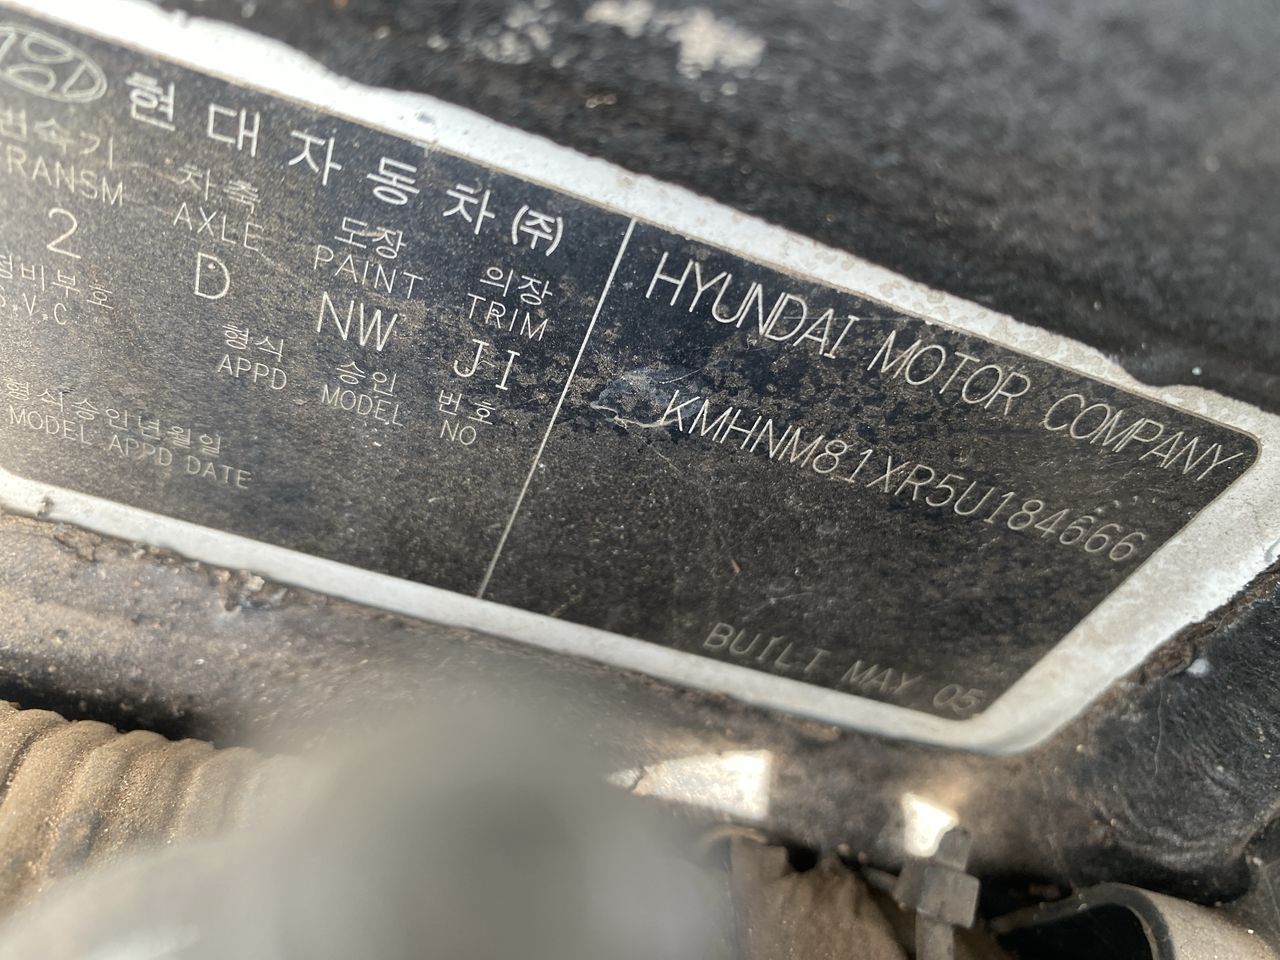 현대자동차(주)
변속기 차축 도장 의장
TRANSM AXLE PAINT TRIM
2 D NW J-I
정비부호
S.V.C
형식 승인 번호
APPD MODEL NO
형식승인년월일
MODEL APPD DATE
HYUNDAI MOTOR COMPANY
KMHNM81XR5U184666
BUILT MAY, 05